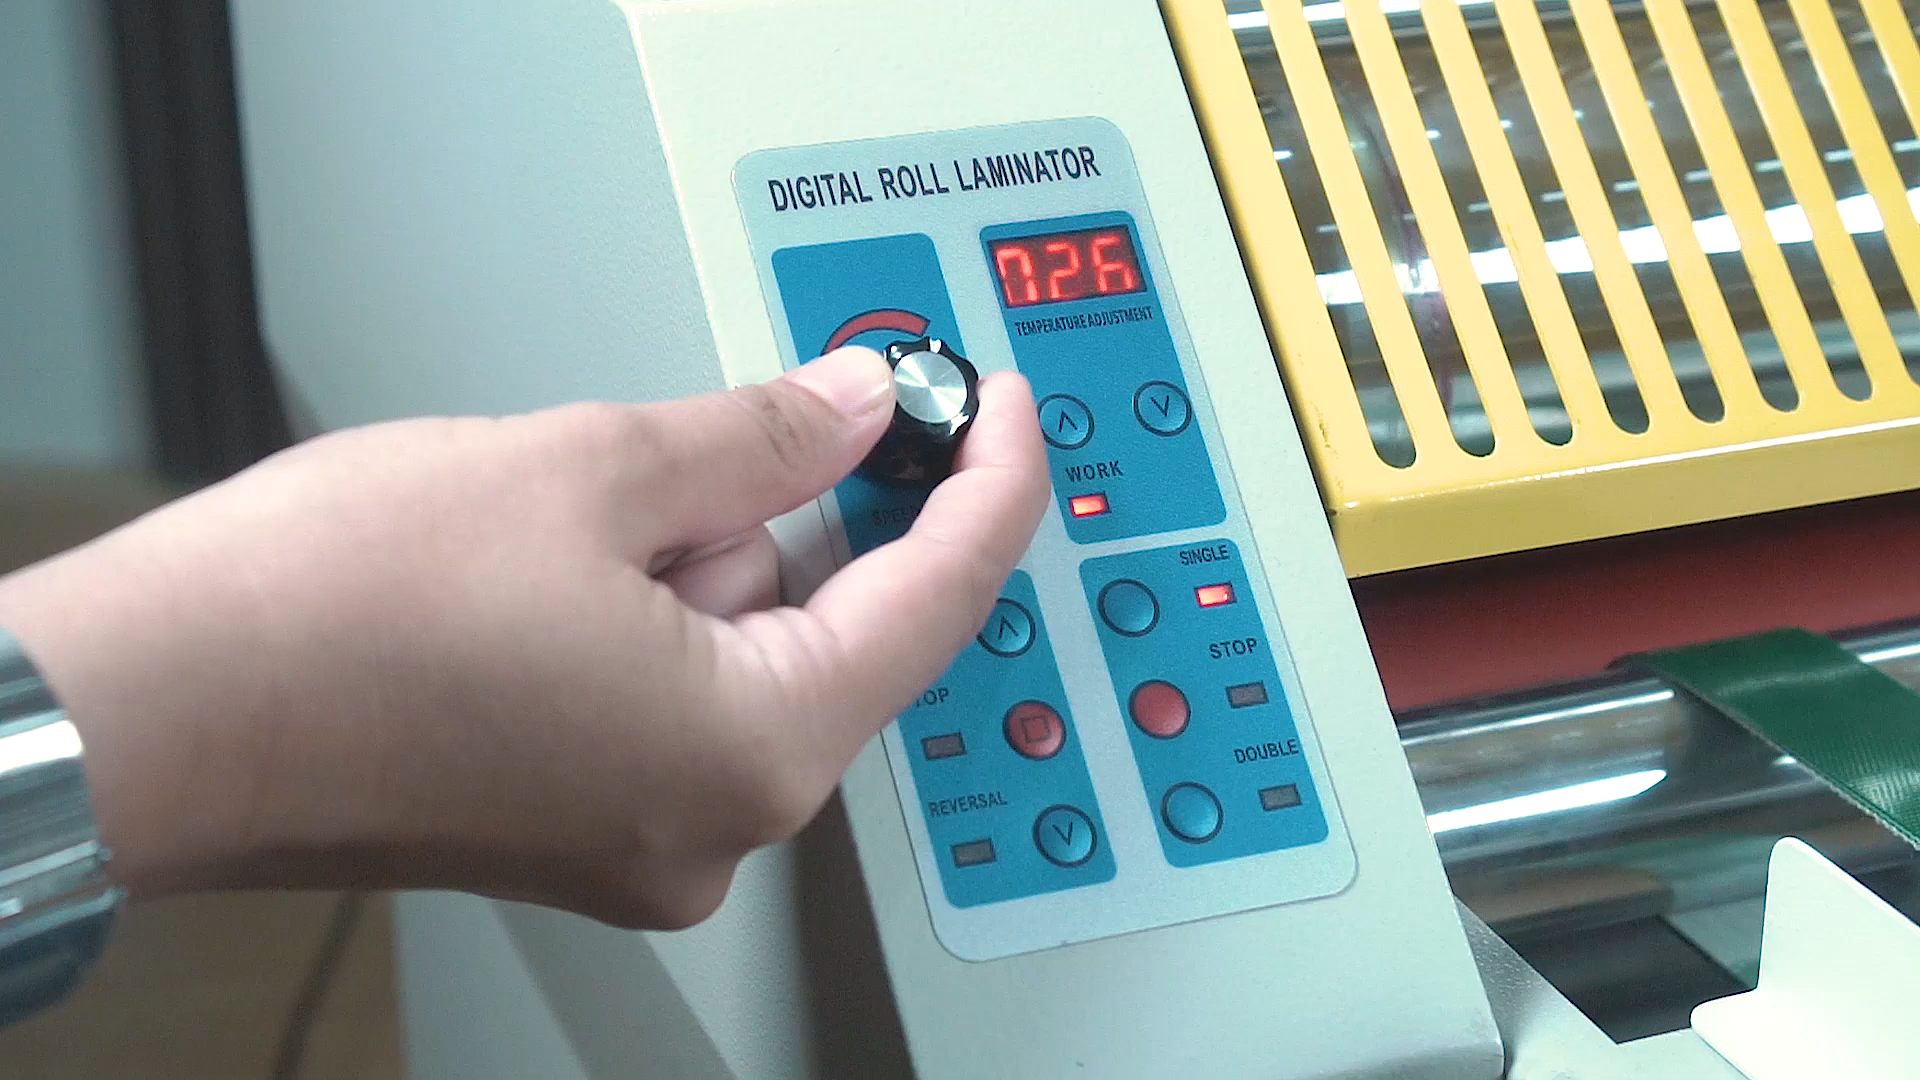 DIGITAL ROLL LAMINATOR
026
TEMPERATURE ADJUSTMENT
WORK
SINGLE
STOP
DOUBLE
REVERSAL